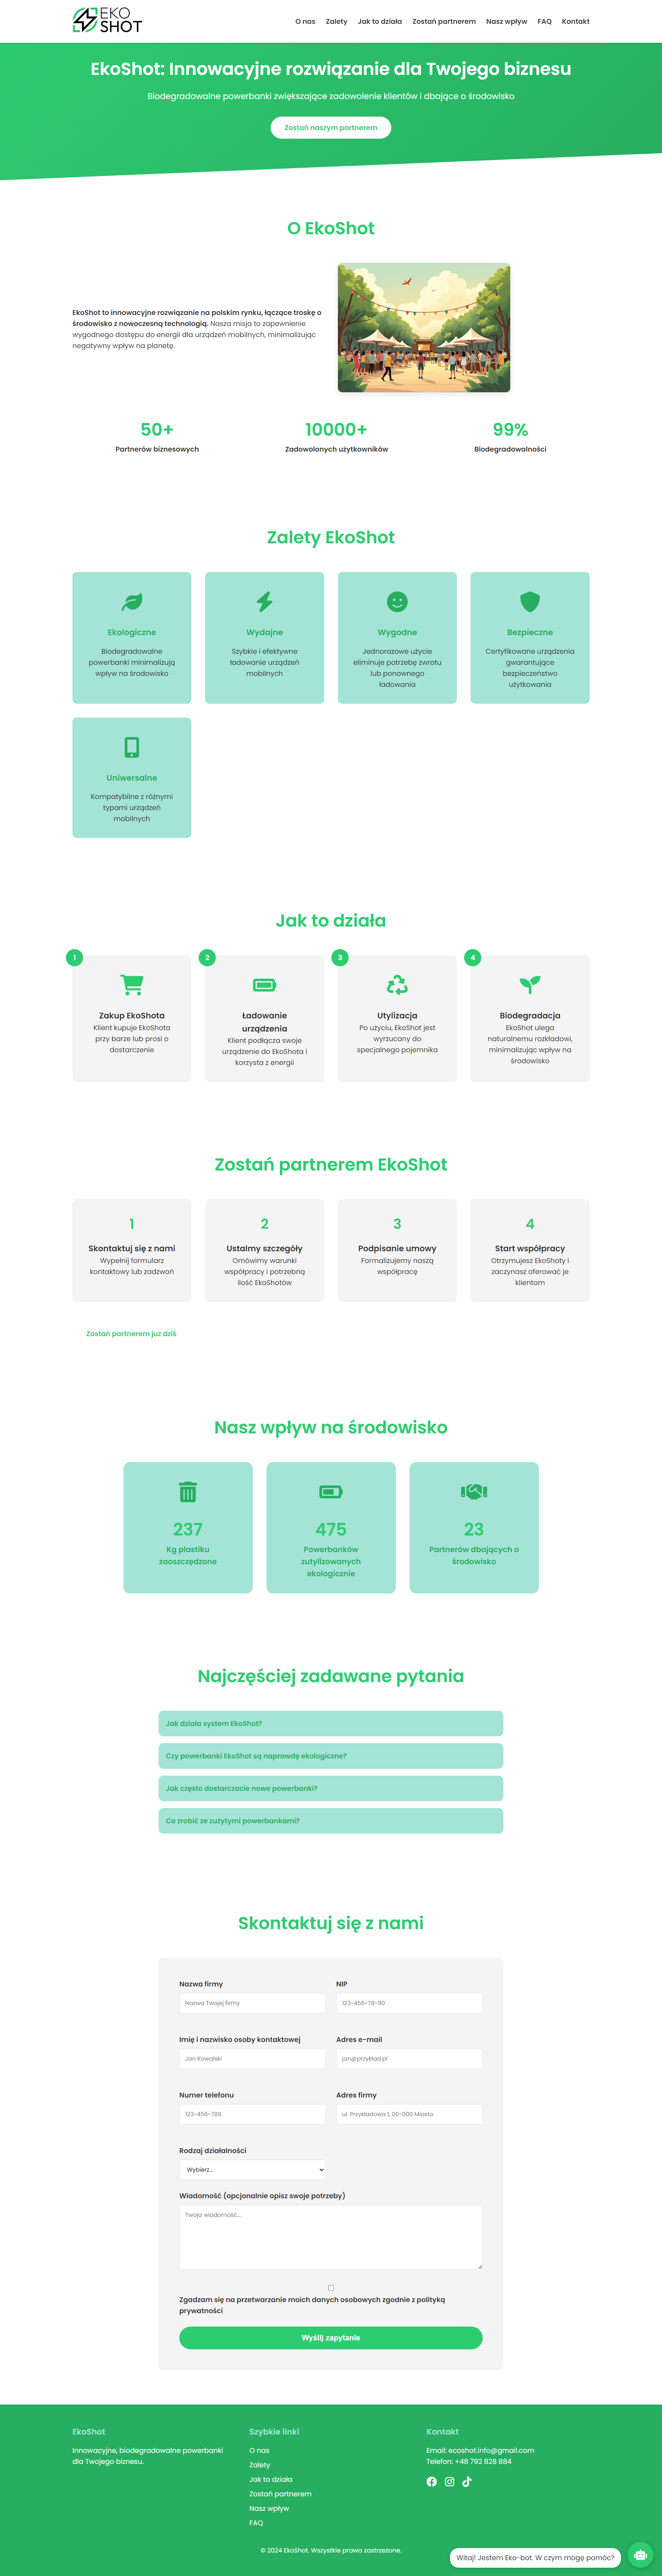 EKO
SHOT
O nas Zalety Jak to działa Zostań partnerem Nasz wpływ FAQ Kontakt
EkoShot: Innowacyjne rozwiązanie dla Twojego biznesu
Biodegradowalne powerbanki zwiększające zadowolenie klientów i dbające o środowisko
Zostań naszym partnerem
O EkoShot
EkoShot to innowacyjne rozwiązanie na polskim rynku, łączące troskę o
środowisko z nowoczesną technologią. Nasza misja to zapewnienie
wygodnego dostępu do energii dla urządzeń mobilnych, minimalizując
negatywny wpływ na planetę.
50+
Partnerów biznesowych
10000+
Zadowolonych użytkowników
99%
Biodegradowalności
Zalety EkoShot
Ekologiczne
Biodegradowalne
powerbanki minimalizują
wpływ na środowisko
Wydajne
Szybkie i efektywne
ładowanie urządzeń
mobilnych
Wygodne
Jednorazowe użycie
eliminuje potrzebę zwrotu
lub ponownego
ładowania
Bezpieczne
Certyfikowane urządzenia
gwarantujące
bezpieczeństwo
użytkowania
Uniwersalne
Kompatybilne z różnymi
typami urządzeń
mobilnych
Jak to działa
1
Zakup EkoShota
Klient kupuje EkoShota
przy barze lub prosi o
dostarczenie
2
Ładowanie
urządzenia
Klient podłącza swoje
urządzenie do EkoShota i
korzysta z energii
3
Utylizacja
Po użyciu, EkoShot jest
wyrzucany do
specjalnego pojemnika
4
Biodegradacja
EkoShot ulega
naturalnemu rozkładowi,
minimalizując wpływ na
środowisko
Zostań partnerem EkoShot
1
Skontaktuj się z nami
Wypełnij formularz
kontaktowy lub zadzwoń
2
Ustalmy szczegóły
Omówimy warunki
współpracy i potrzebną
ilość EkoShotów
3
Podpisanie umowy
Formalizujemy naszą
współpracę
4
Start współpracy
Otrzymujesz EkoShoty i
zaczynasz oferować je
klientom
Zostań partnerem już dziś
Nasz wpływ na środowisko
237
Kg plastiku
zaoszczędzone
475
Powerbanków
zutylizowanych
ekologicznie
23
Partnerów dbających o
środowisko
Najczęściej zadawane pytania
Jak działa system EkoShot?
Czy powerbanki EkoShot są naprawdę ekologiczne?
Jak często dostarczacie nowe powerbanki?
Co zrobić ze zużytymi powerbankami?
Skontaktuj się z nami
Nazwa firmy
Nazwa Twojej firmy
NIP
123-456-78-90
Imię i nazwisko osoby kontaktowej
Jan Kowalski
Adres e-mail
jan@przykład.pl
Numer telefonu
123-456-789
Adres firmy
ul. Przykładowa 1, 00-000 Miasto
Rodzaj działalności
Wybierz...
Wiadomość (opcjonalnie opisz swoje potrzeby)
Twoja wiadomość...
Zgadzam się na przetwarzanie moich danych osobowych zgodnie z polityką
prywatności
Wyślij zapytanie
EkoShot
Innowacyjne, biodegradowalne powerbanki
dla Twojego biznesu.
Szybkie linki
O nas
Zalety
Jak to działa
Zostań partnerem
Nasz wpływ
FAQ
Kontakt
Email: ecoshot.info@gmail.com
Telefon: +48 792 828 884
© 2024 EkoShot. Wszystkie prawa zastrzeżone.
Witaj! Jestem Eko-bot. W czym mogę pomóc?